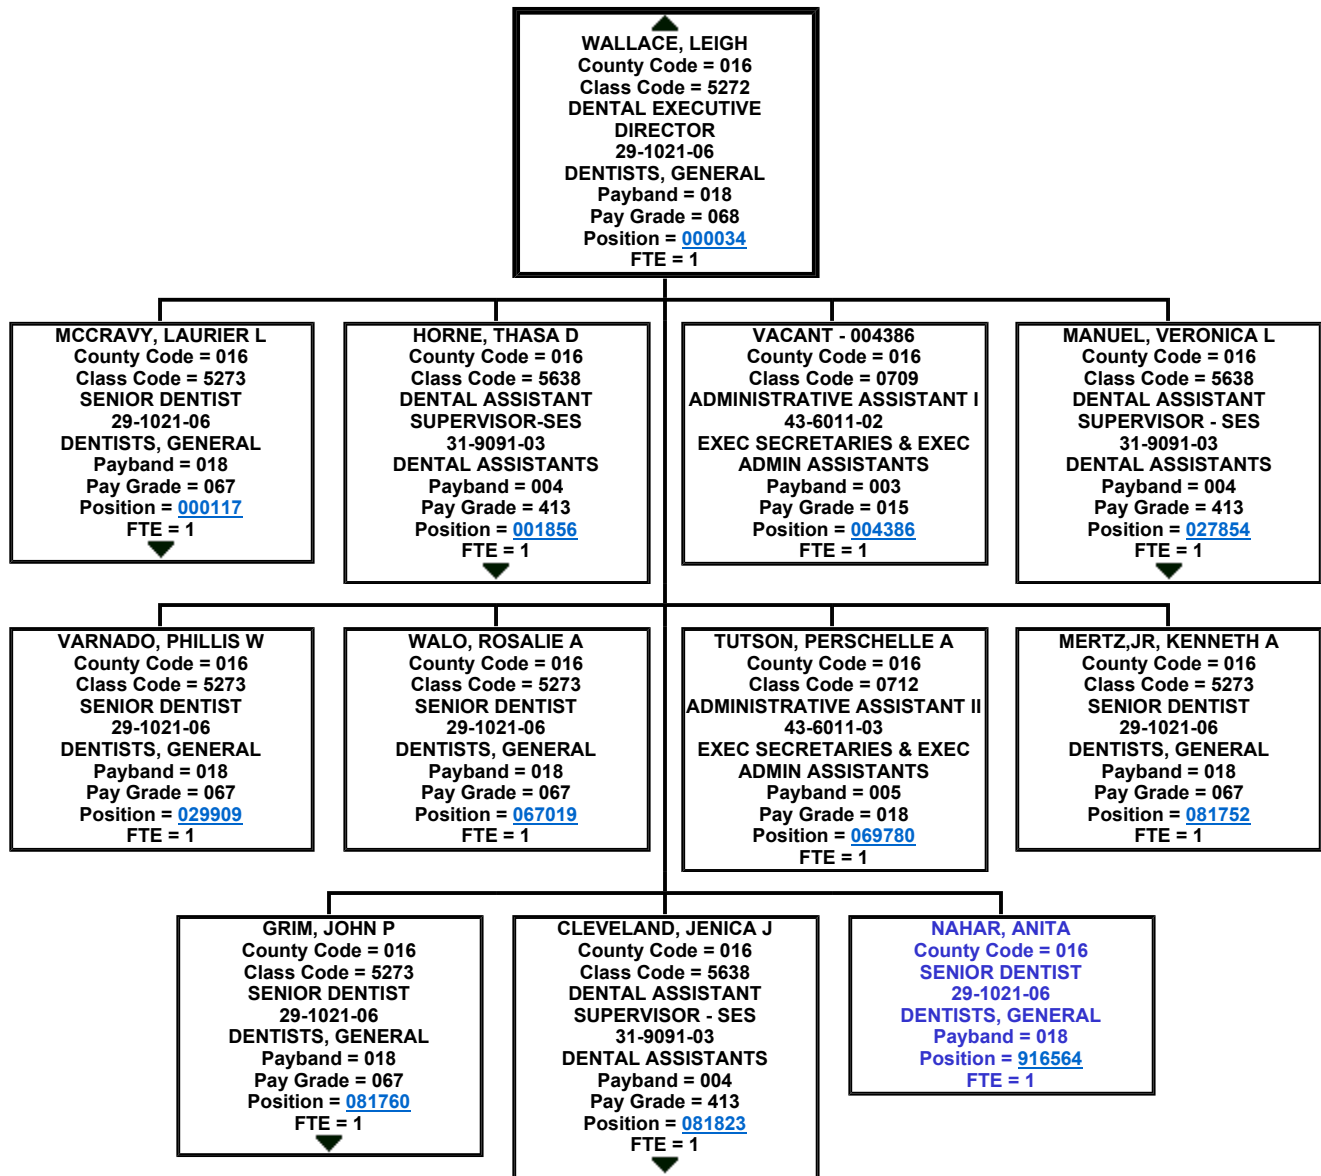 WALLACE, LEIGH
County Code = 016
Class Code = 5272
DENTAL EXECUTIVE
DIRECTOR
29-1021-06
DENTISTS, GENERAL
Payband = 018
Pay Grade = 068
Position = 000034
FTE = 1
MCCRAVY, LAURIER L
County Code = 016
Class Code = 5273
SENIOR DENTIST
29-1021-06
DENTISTS, GENERAL
Payband = 018
Pay Grade = 067
Position = 000117
FTE = 1
HORNE, THASA D
County Code = 016
Class Code = 5638
DENTAL ASSISTANT
SUPERVISOR-SES
31-9091-03
DENTAL ASSISTANTS
Payband = 004
Pay Grade = 413
Position = 001856
FTE = 1
VACANT - 004386
County Code = 016
Class Code = 0709
ADMINISTRATIVE ASSISTANT I
43-6011-02
EXEC SECRETARIES & EXEC
ADMIN ASSISTANTS
Payband = 003
Pay Grade = 015
Position = 004386
FTE = 1
MANUEL, VERONICA L
County Code = 016
Class Code = 5638
DENTAL ASSISTANT
SUPERVISOR - SES
31-9091-03
DENTAL ASSISTANTS
Payband = 004
Pay Grade = 413
Position = 027854
FTE = 1
VARNADO, PHILLIS W
County Code = 016
Class Code = 5273
SENIOR DENTIST
29-1021-06
DENTISTS, GENERAL
Payband = 018
Pay Grade = 067
Position = 029909
FTE = 1
WALO, ROSALIE A
County Code = 016
Class Code = 5273
SENIOR DENTIST
29-1021-06
DENTISTS, GENERAL
Payband = 018
Pay Grade = 067
Position = 067019
FTE = 1
TUTSON, PERSCHELLE A
County Code = 016
Class Code = 0712
ADMINISTRATIVE ASSISTANT II
43-6011-03
EXEC SECRETARIES & EXEC
ADMIN ASSISTANTS
Payband = 005
Pay Grade = 018
Position = 069780
FTE = 1
MERTZ,JR, KENNETH A
County Code = 016
Class Code = 5273
SENIOR DENTIST
29-1021-06
DENTISTS, GENERAL
Payband = 018
Pay Grade = 067
Position = 081752
FTE = 1
GRIM, JOHN P
County Code = 016
Class Code = 5273
SENIOR DENTIST
29-1021-06
DENTISTS, GENERAL
Payband = 018
Pay Grade = 067
Position = 081760
FTE = 1
CLEVELAND, JENICA J
County Code = 016
Class Code = 5638
DENTAL ASSISTANT
SUPERVISOR - SES
31-9091-03
DENTAL ASSISTANTS
Payband = 004
Pay Grade = 413
Position = 081823
FTE = 1
NAHAR, ANITA
County Code = 016
SENIOR DENTIST
29-1021-06
DENTISTS, GENERAL
Payband = 018
Position = 916564
FTE = 1